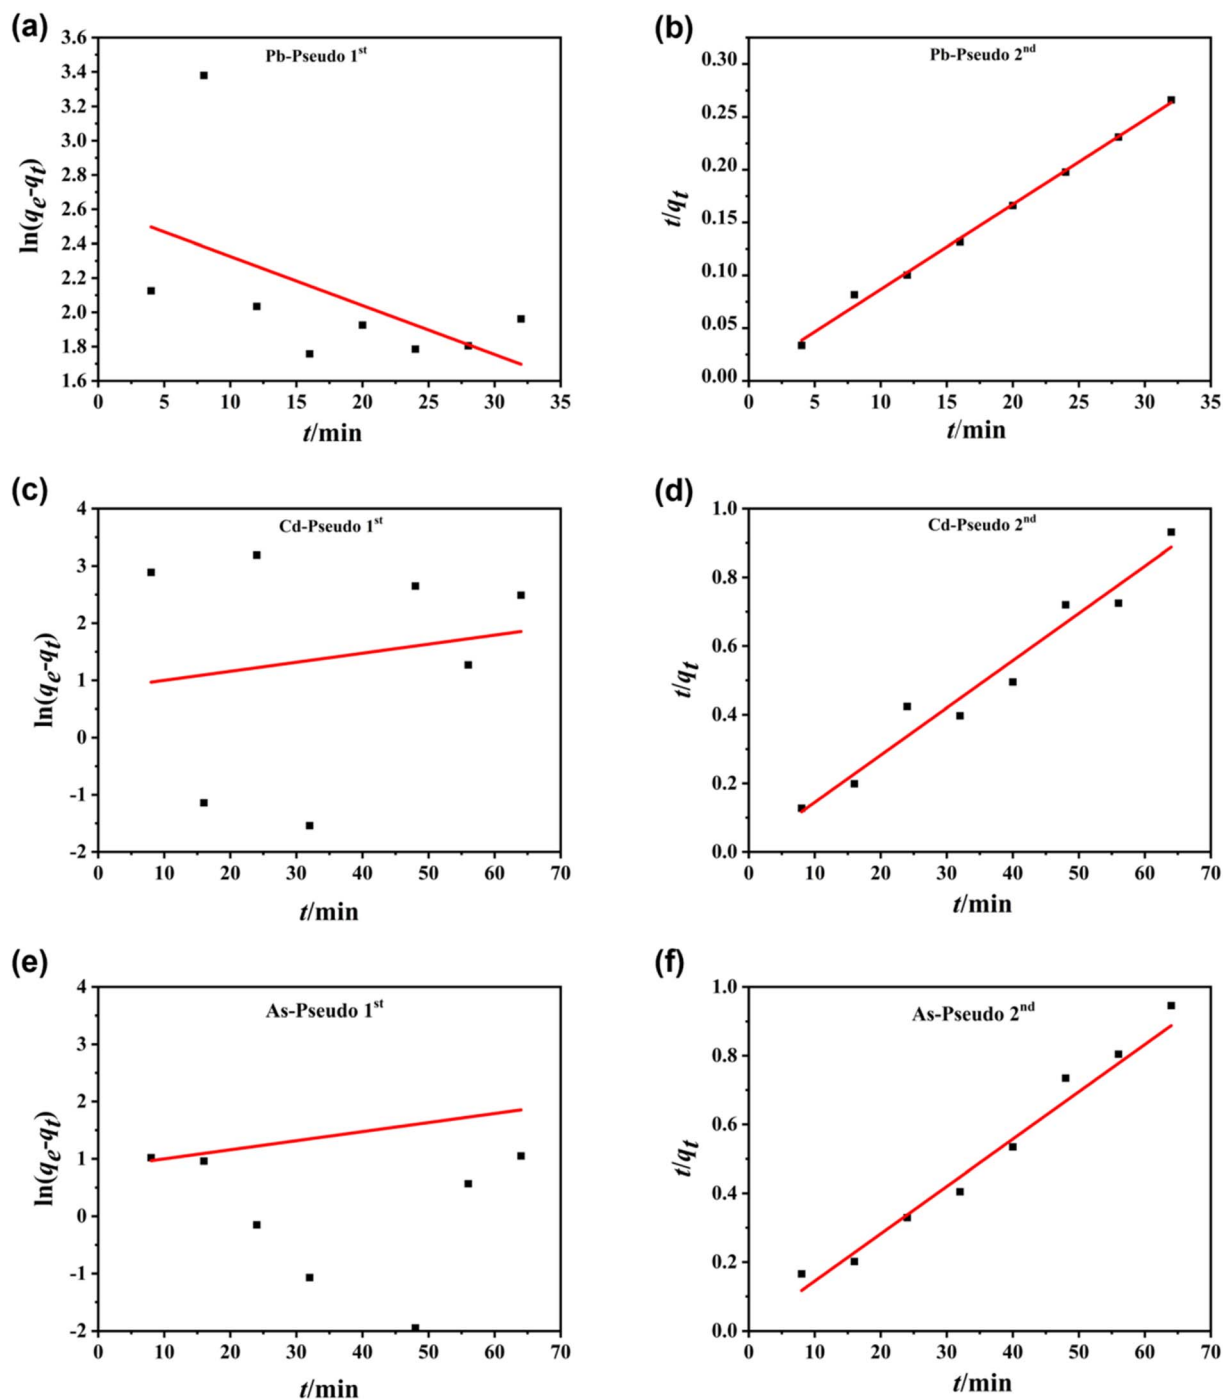 (a)
Pb-Pseudo 1st
3.6
3.4
3.2
3.0
2.8
2.6
2.4
2.2
2.0
1.8
1.6
ln(qe-qt)
0 5 10 15 20 25 30 35
t/min
(b)
Pb-Pseudo 2nd
0.30
0.25
0.20
0.15
0.10
0.05
0.00
t/qt
0 5 10 15 20 25 30 35
t/min
(c)
Cd-Pseudo 1st
4
3
2
1
0
-1
-2
ln(qe-qt)
0 10 20 30 40 50 60 70
t/min
(d)
Cd-Pseudo 2nd
1.0
0.8
0.6
0.4
0.2
0.0
t/qt
0 10 20 30 40 50 60 70
t/min
(e)
As-Pseudo 1st
4
3
2
1
0
-1
-2
ln(qe-qt)
0 10 20 30 40 50 60 70
t/min
(f)
As-Pseudo 2nd
1.0
0.8
0.6
0.4
0.2
0.0
t/qt
0 10 20 30 40 50 60 70
t/min